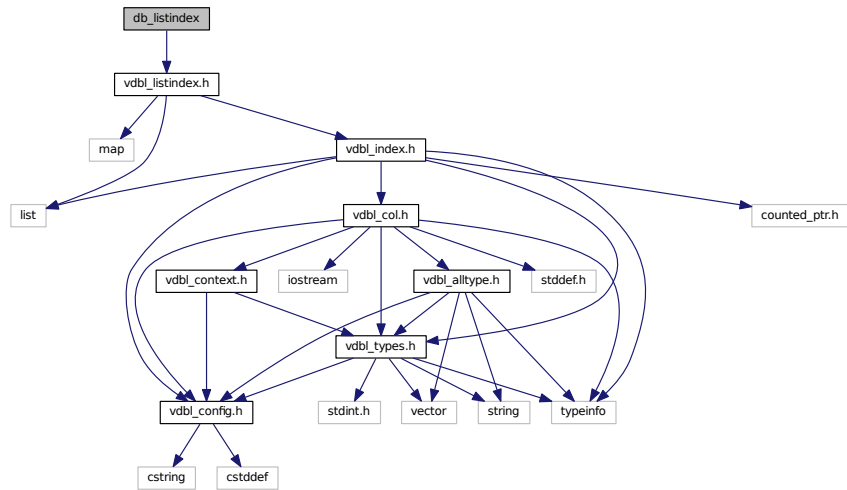 db_listindex
vdbl_listindex.h
map
vdbl_index.h
list
vdbl_col.h
counted_ptr.h
vdbl_context.h
iostream
vdbl_alltype.h
stddef.h
vdbl_types.h
vdbl_config.h
stdint.h
vector
string
typeinfo
cstring
cstddef